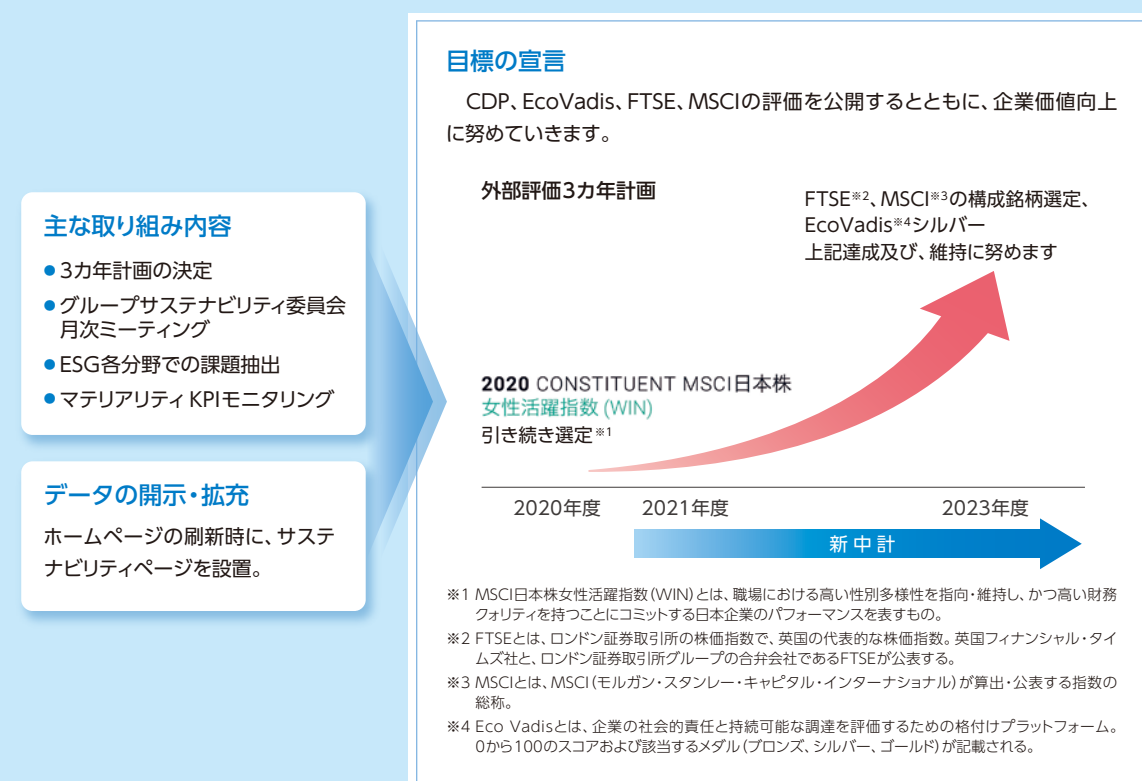 主な取り組み内容
●3カ年計画の決定
●グループサステナビリティ委員会
月次ミーティング
●ESG各分野での課題抽出
●マテリアリティ KPIモニタリング
データの開示・拡充
ホームページの刷新時に、サステ
ナビリティページを設置。
目標の宣言
CDP、EcoVadis、FTSE、MSCIの評価を公開するとともに、企業価値向上
に努めていきます。
外部評価3カ年計画
FTSE※2、MSCI※3の構成銘柄選定、
EcoVadis※4シルバー
上記達成及び、維持に努めます
2020 CONSTITUENT MSCI日本株
女性活躍指数 (WIN)
引き続き選定※1
2020年度 2021年度 2023年度
新中計
※1 MSCI日本株女性活躍指数(WIN)とは、職場における高い性別多様性を指向・維持し、かつ高い財務
クォリティを持つことにコミットする日本企業のパフォーマンスを表すもの。
※2 FTSEとは、ロンドン証券取引所の株価指数で、英国の代表的な株価指数。英国フィナンシャル・タイ
ムズ社と、ロンドン証券取引所グループの合弁会社であるFTSEが公表する。
※3 MSCIとは、MSCI(モルガン・スタンレー・キャピタル・インターナショナル)が算出・公表する指数の
総称。
※4 Eco Vadisとは、企業の社会的責任と持続可能な調達を評価するための格付けプラットフォーム。
0から100のスコアおよび該当するメダル(ブロンズ、シルバー、ゴールド)が記載される。